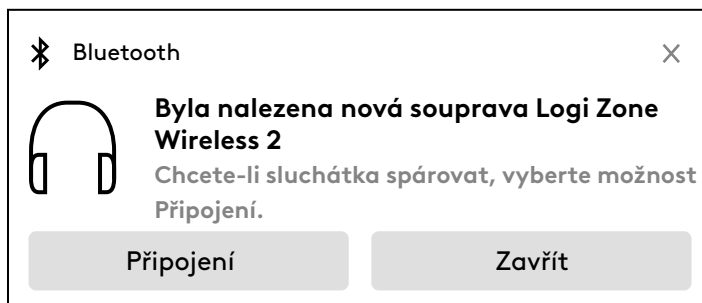 Bluetooth
Byla nalezena nová souprava Logi Zone
Wireless 2
Chcete-li sluchátka spárovat, vyberte možnost
Připojení.
Připojení
Zavřít